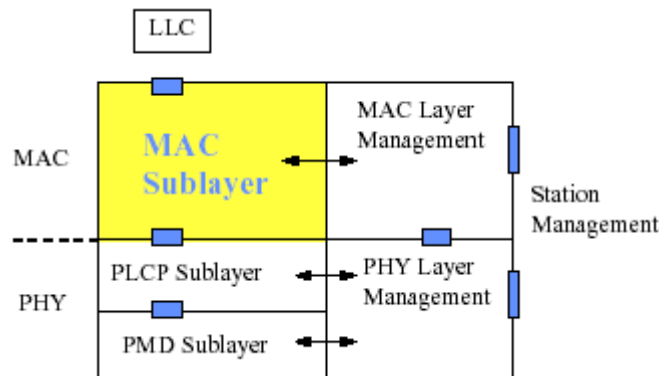 LLC
MAC
MAC
Sublayer
MAC Layer
Management
Station
Management
PHY
PLCP Sublayer
PHY Layer
Management
PMD Sublayer